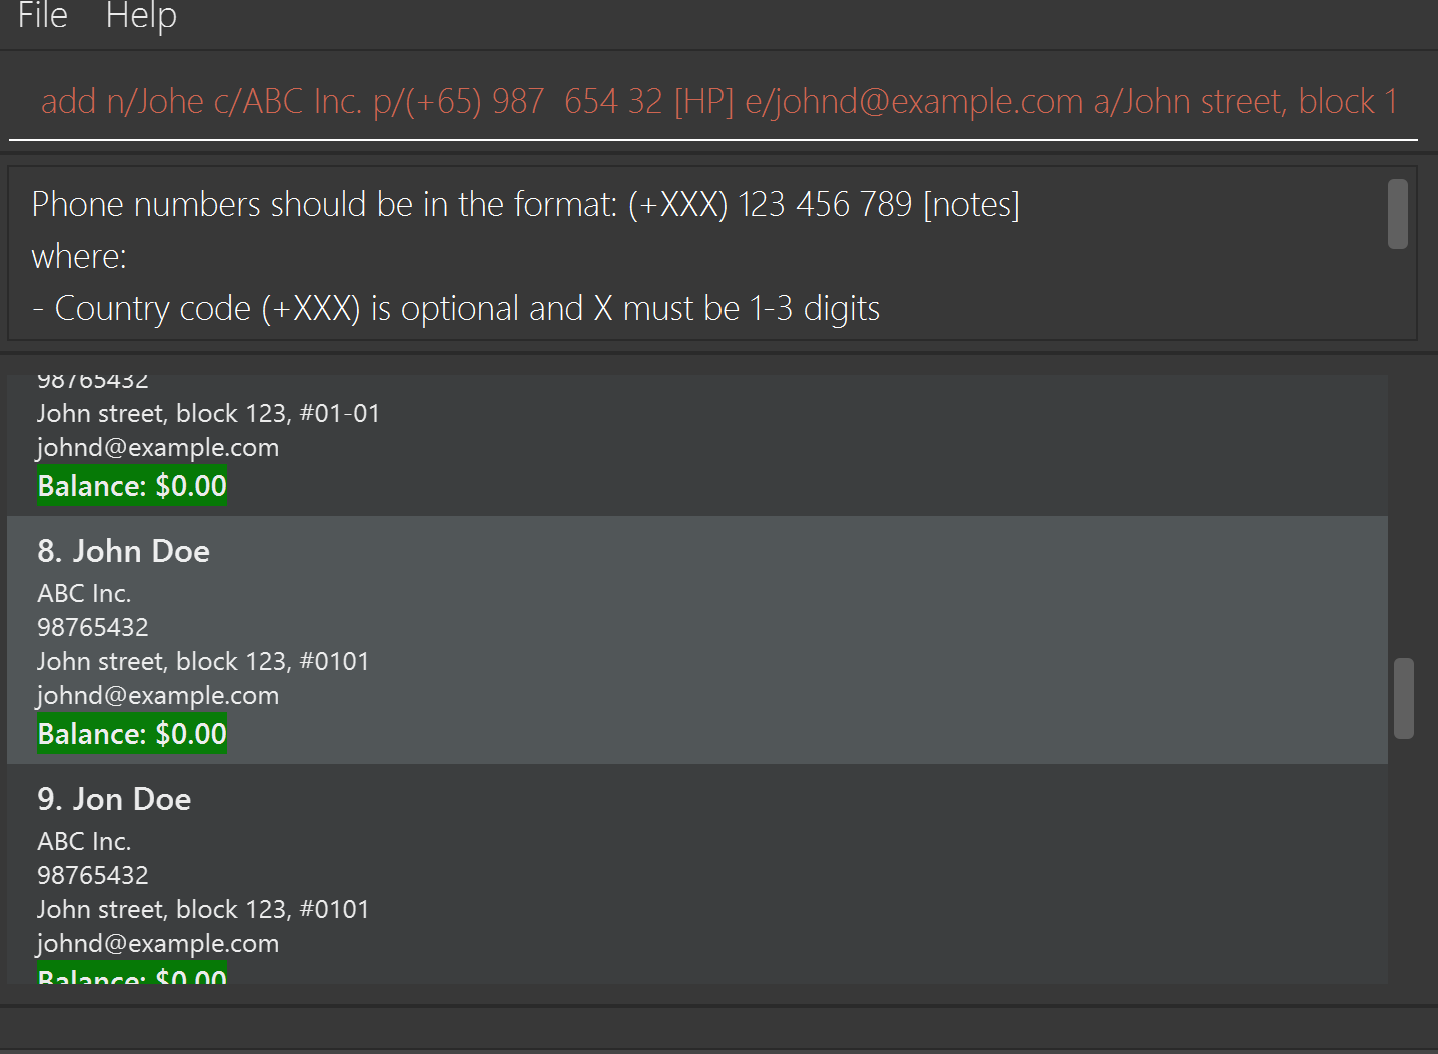 File Help
add n/Johe c/ABC Inc. p/(+65) 987  654 32 [HP] e/johnd@example.com a/John street, block 1
Phone numbers should be in the format: (+XXX) 123 456 789 [notes]
where:
- Country code (+XXX) is optional and X must be 1-3 digits
98765432
John street, block 123, #01-01
johnd@example.com
Balance: $0.00
8. John Doe
ABC Inc.
98765432
John street, block 123, #0101
johnd@example.com
Balance: $0.00
9. Jon Doe
ABC Inc.
98765432
John street, block 123, #0101
johnd@example.com
Balance: $0.00